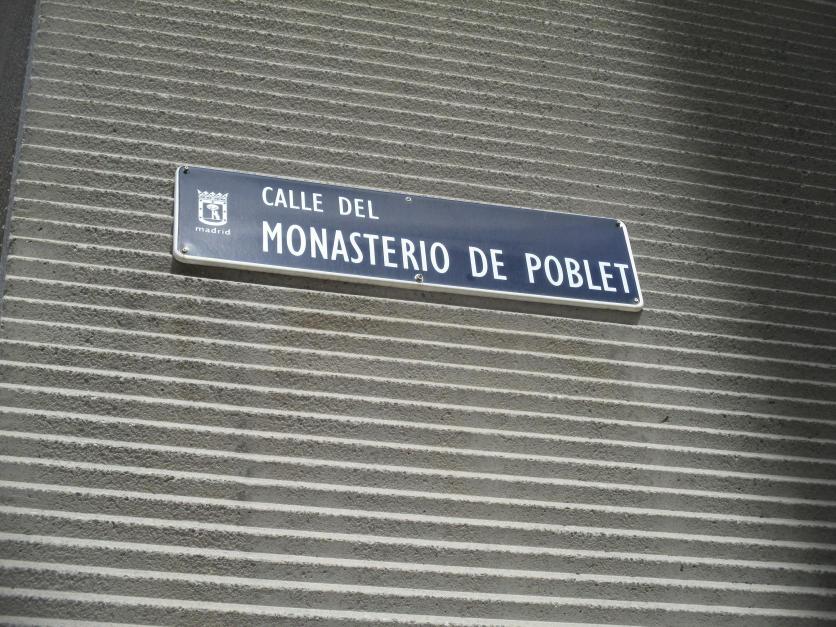 madrid
CALLE DEL
MONASTERIO DE POBLET